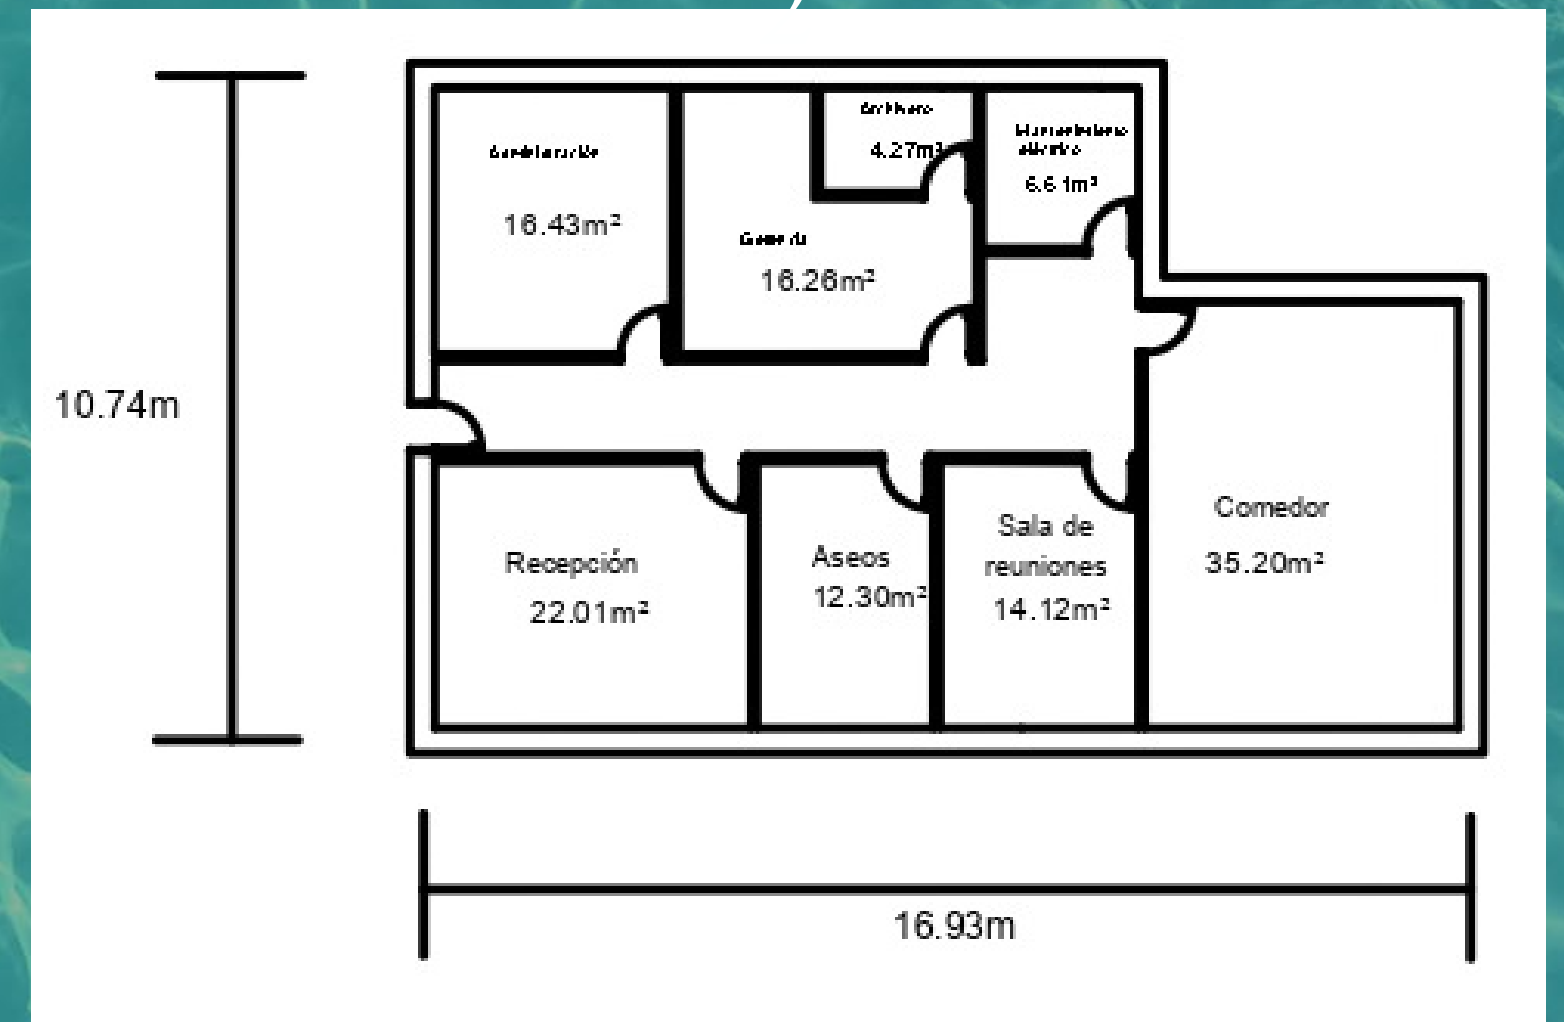 4.27m²
6.61m²
16.43m²
16.26m²
10.74m
Recepción
22.01m²
Aseos
12.30m²
Sala de
reuniones
14.12m²
Comedor
35.20m²
16.93m